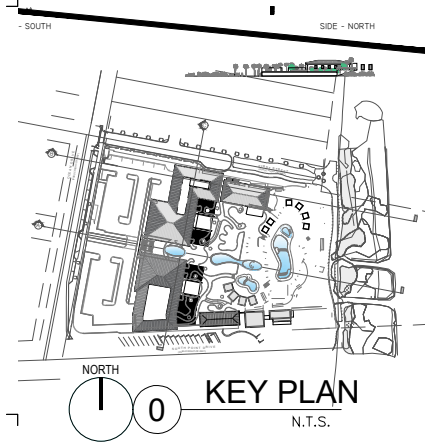 - SOUTH
SIDE - NORTH
NORTH
0
KEY PLAN
N.T.S.